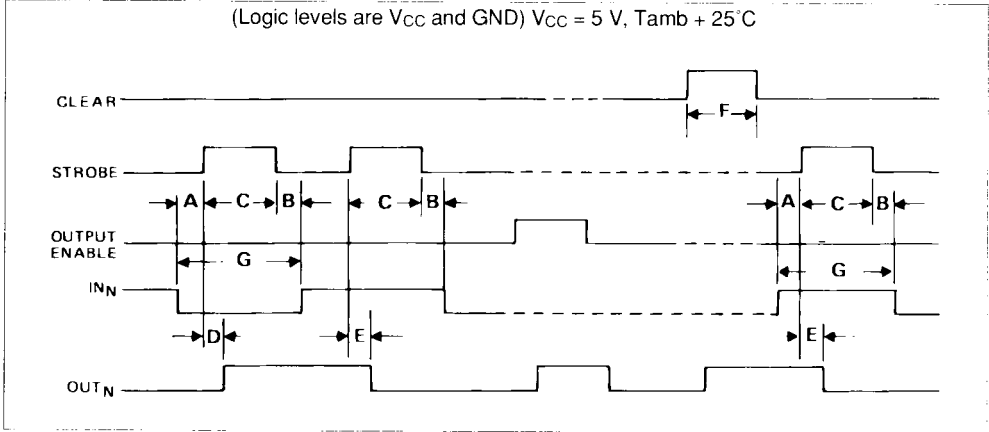 (Logic levels are VCC and GND) VCC = 5 V, Tamb + 25°C
CLEAR
F
STROBE
A C B C B A C B
OUTPUT
ENABLE
G G
INN
D E E
OUTN